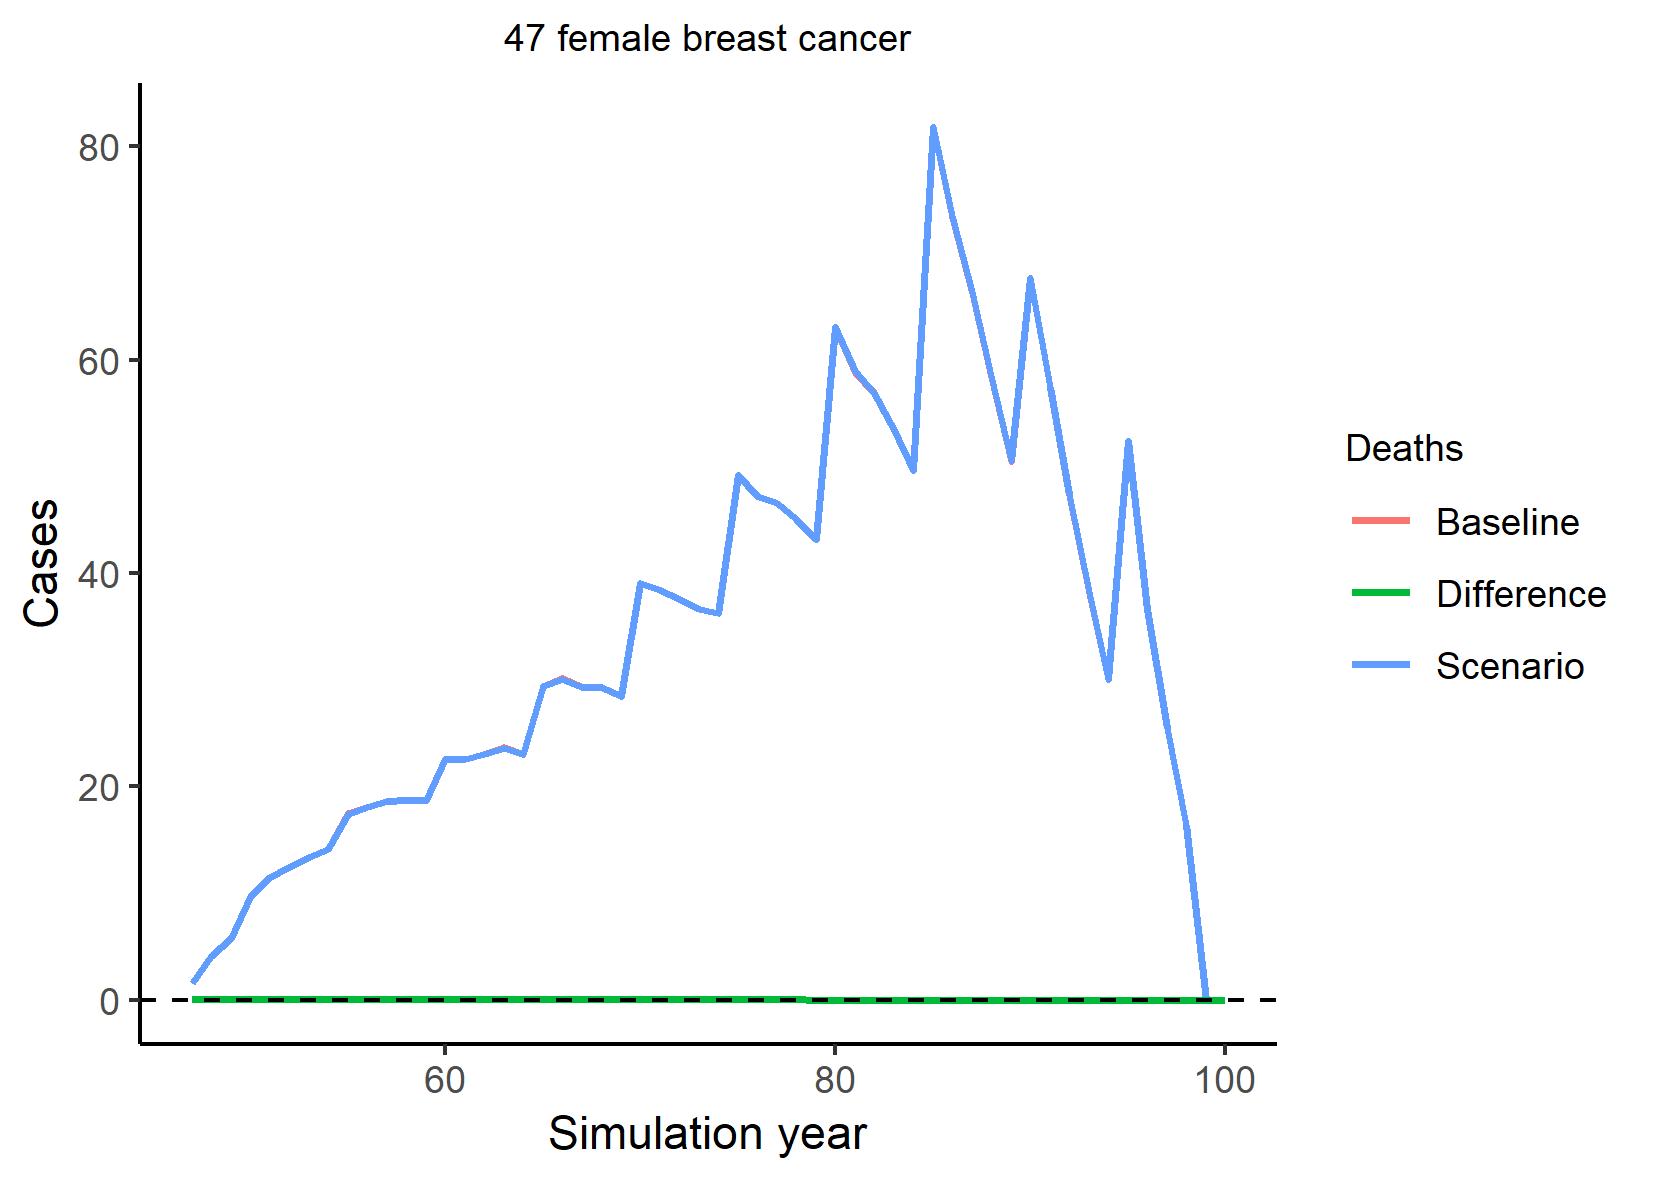 47 female breast cancer
Cases
80
60
40
20
0
60 80 100
Simulation year
Deaths
Baseline
Difference
Scenario